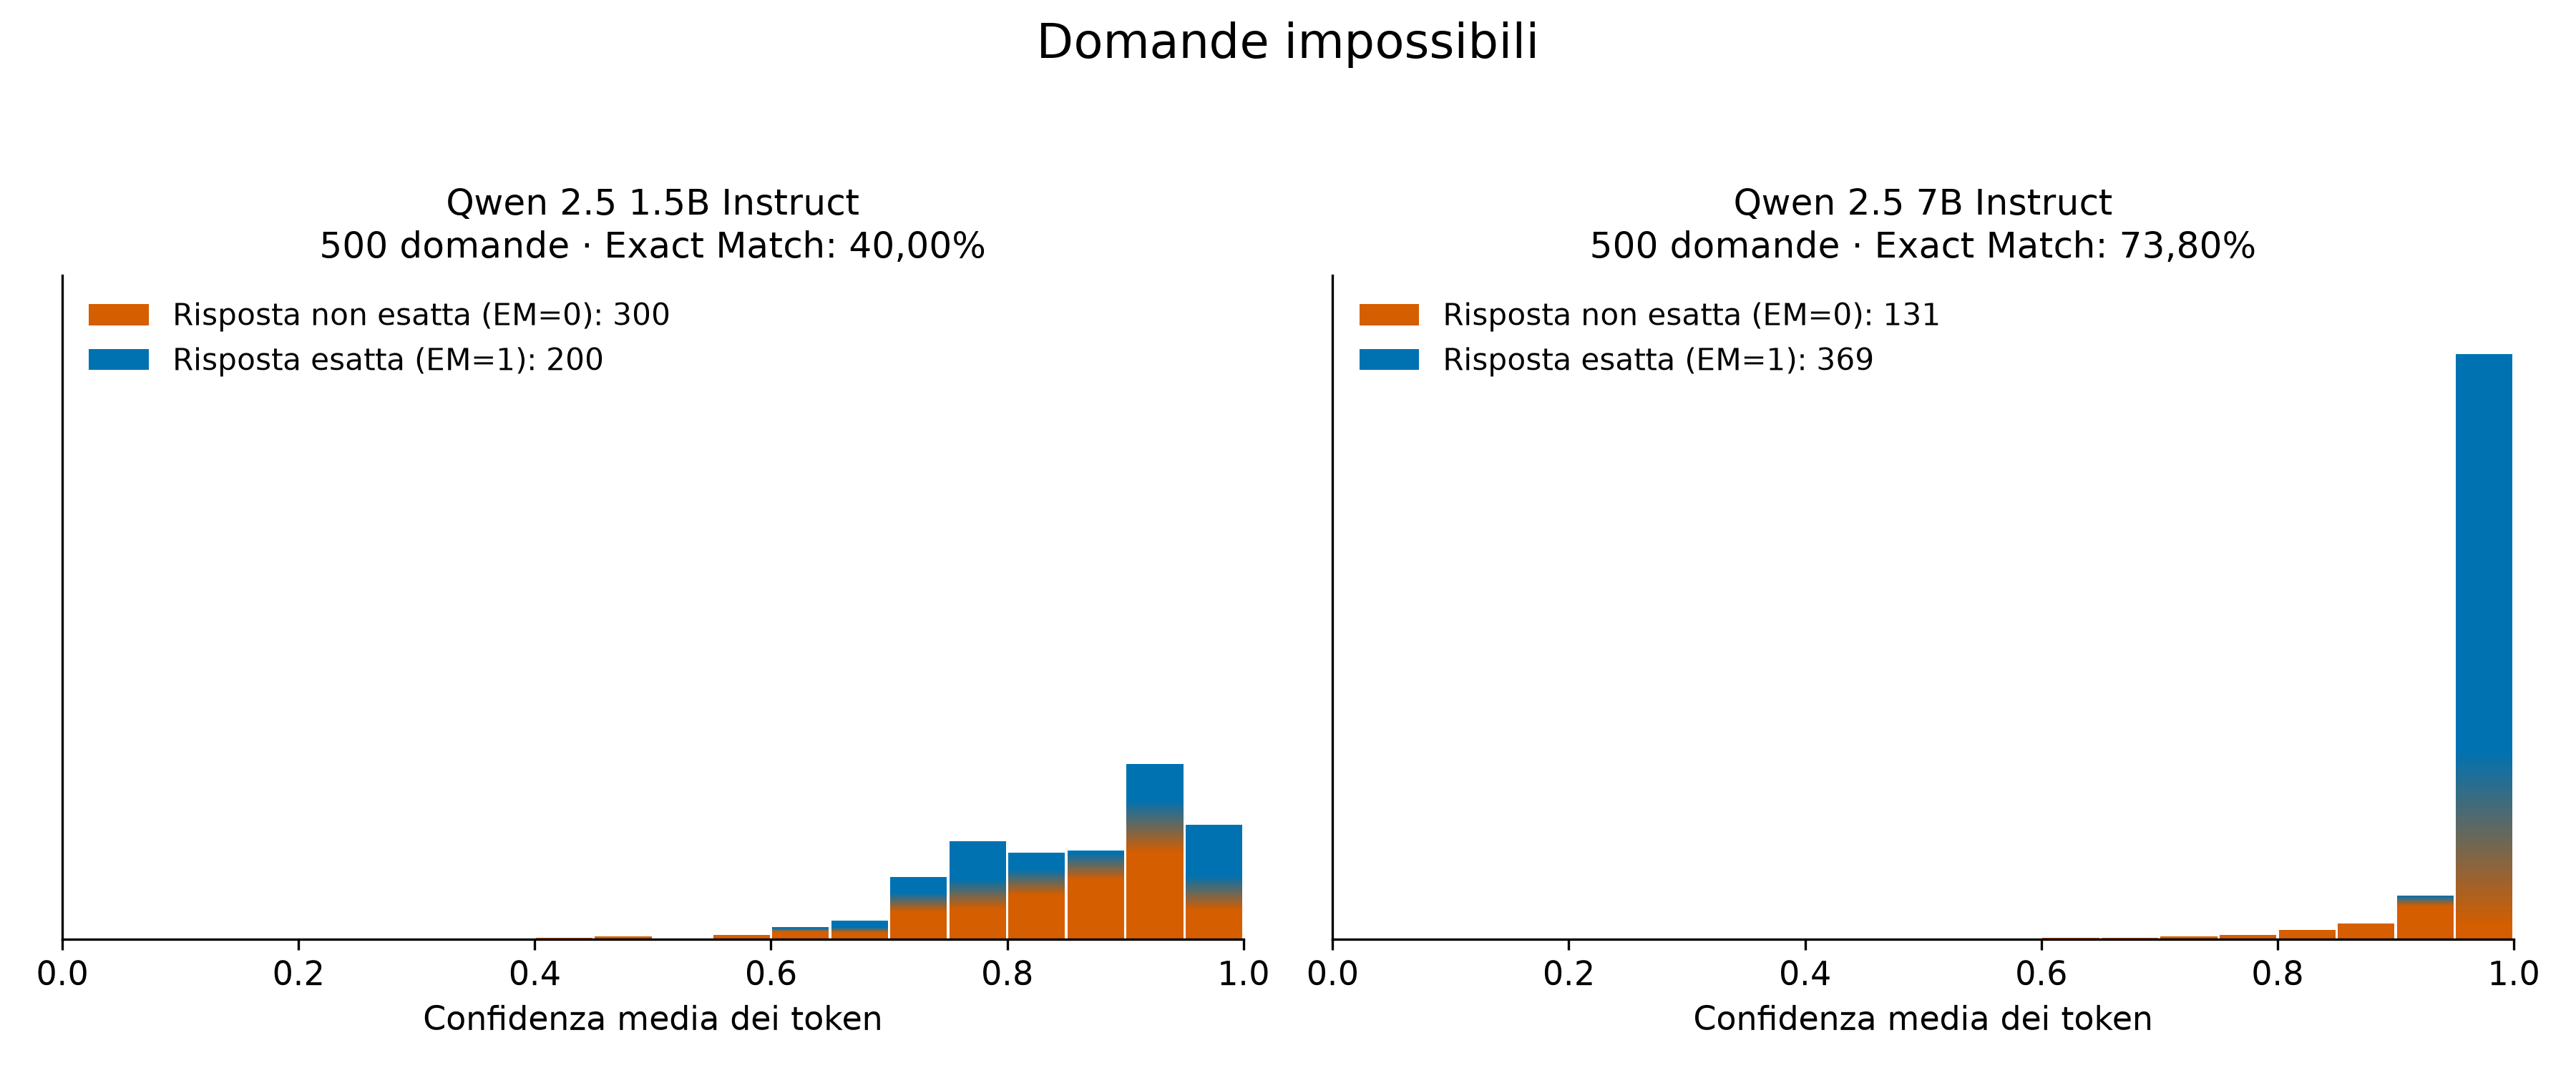 Domande impossibili
Qwen 2.5 1.5B Instruct
500 domande · Exact Match: 40,00%
Risposta non esatta (EM=0): 300
Risposta esatta (EM=1): 200
0.0 0.2 0.4 0.6 0.8 1.0
Confidenza media dei token
Qwen 2.5 7B Instruct
500 domande · Exact Match: 73,80%
Risposta non esatta (EM=0): 131
Risposta esatta (EM=1): 369
0.0 0.2 0.4 0.6 0.8 1.0
Confidenza media dei token